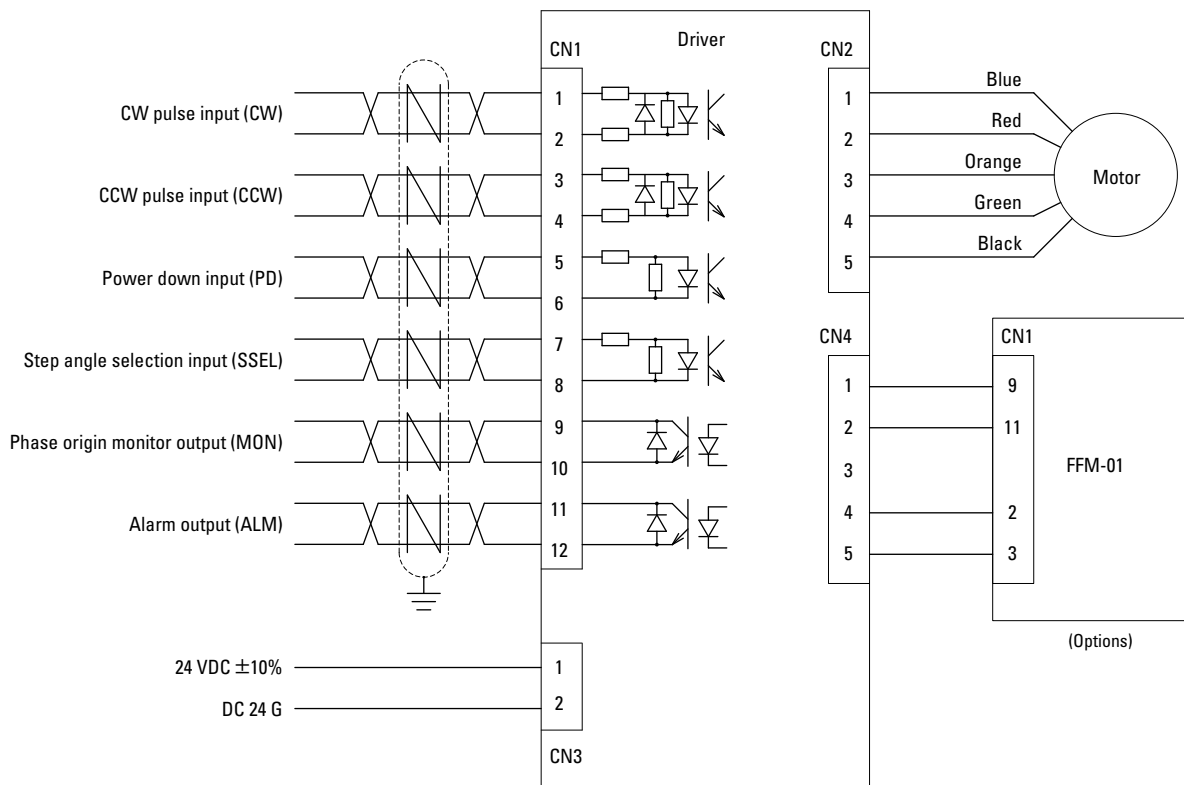 Driver
CN1
CW pulse input (CW)
1
2
CCW pulse input (CCW)
3
4
Power down input (PD)
5
6
Step angle selection input (SSEL)
7
8
Phase origin monitor output (MON)
9
10
Alarm output (ALM)
11
12
24 VDC ±10%
1
DC 24 G
2
CN3
CN2
1
Blue
2
Red
3
Orange
4
Green
5
Black
Motor
CN4
1
2
3
4
5
CN1
9
11
2
3
FFM-01
(Options)